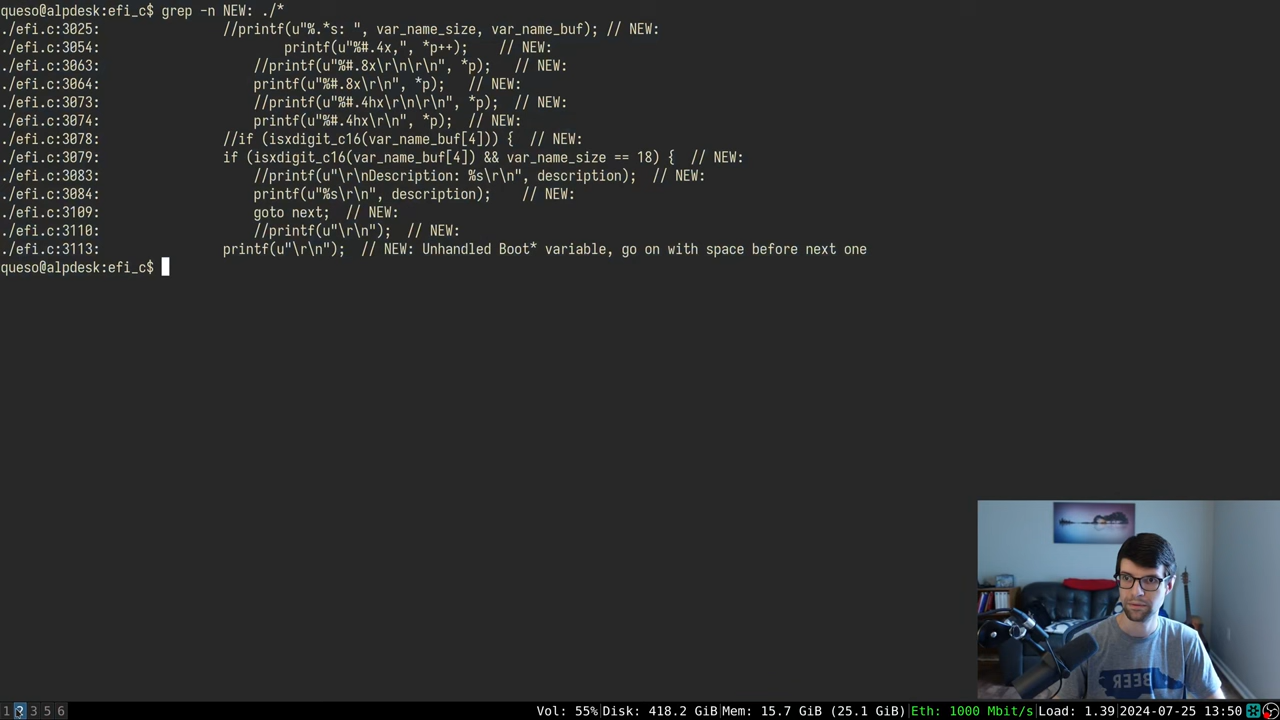 queso@alpdesk:efi_c$ grep -n NEW: ./*
./efi.c:3025:                //printf(u"%.*s: ", var_name_size, var_name_buf); // NEW:
./efi.c:3054:                        printf(u"%#.4x,", *p++);    // NEW:
./efi.c:3063:                    //printf(u"%#.8x\r\n\r\n", *p);   // NEW:
./efi.c:3064:                    printf(u"%#.8x\r\n", *p);   // NEW:
./efi.c:3073:                    //printf(u"%#.4hx\r\n\r\n", *p);  // NEW:
./efi.c:3074:                    printf(u"%#.4hx\r\n", *p);  // NEW:
./efi.c:3078:                //if (isxdigit_c16(var_name_buf[4])) {  // NEW:
./efi.c:3079:                if (isxdigit_c16(var_name_buf[4]) && var_name_size == 18) {  // NEW:
./efi.c:3083:                    //printf(u"\r\nDescription: %s\r\n", description);  // NEW:
./efi.c:3084:                    printf(u"%s\r\n", description);    // NEW:
./efi.c:3109:                    goto next;  // NEW:
./efi.c:3110:                    //printf(u"\r\n");  // NEW:
./efi.c:3113:                printf(u"\r\n");  // NEW: Unhandled Boot* variable, go on with space before next one
queso@alpdesk:efi_c$
BEER
1 2 3 5 6
Vol: 55% Disk: 418.2 GiB Mem: 15.7 GiB (25.1 GiB) Eth: 1000 Mbit/s Load: 1.39 2024-07-25 13:50